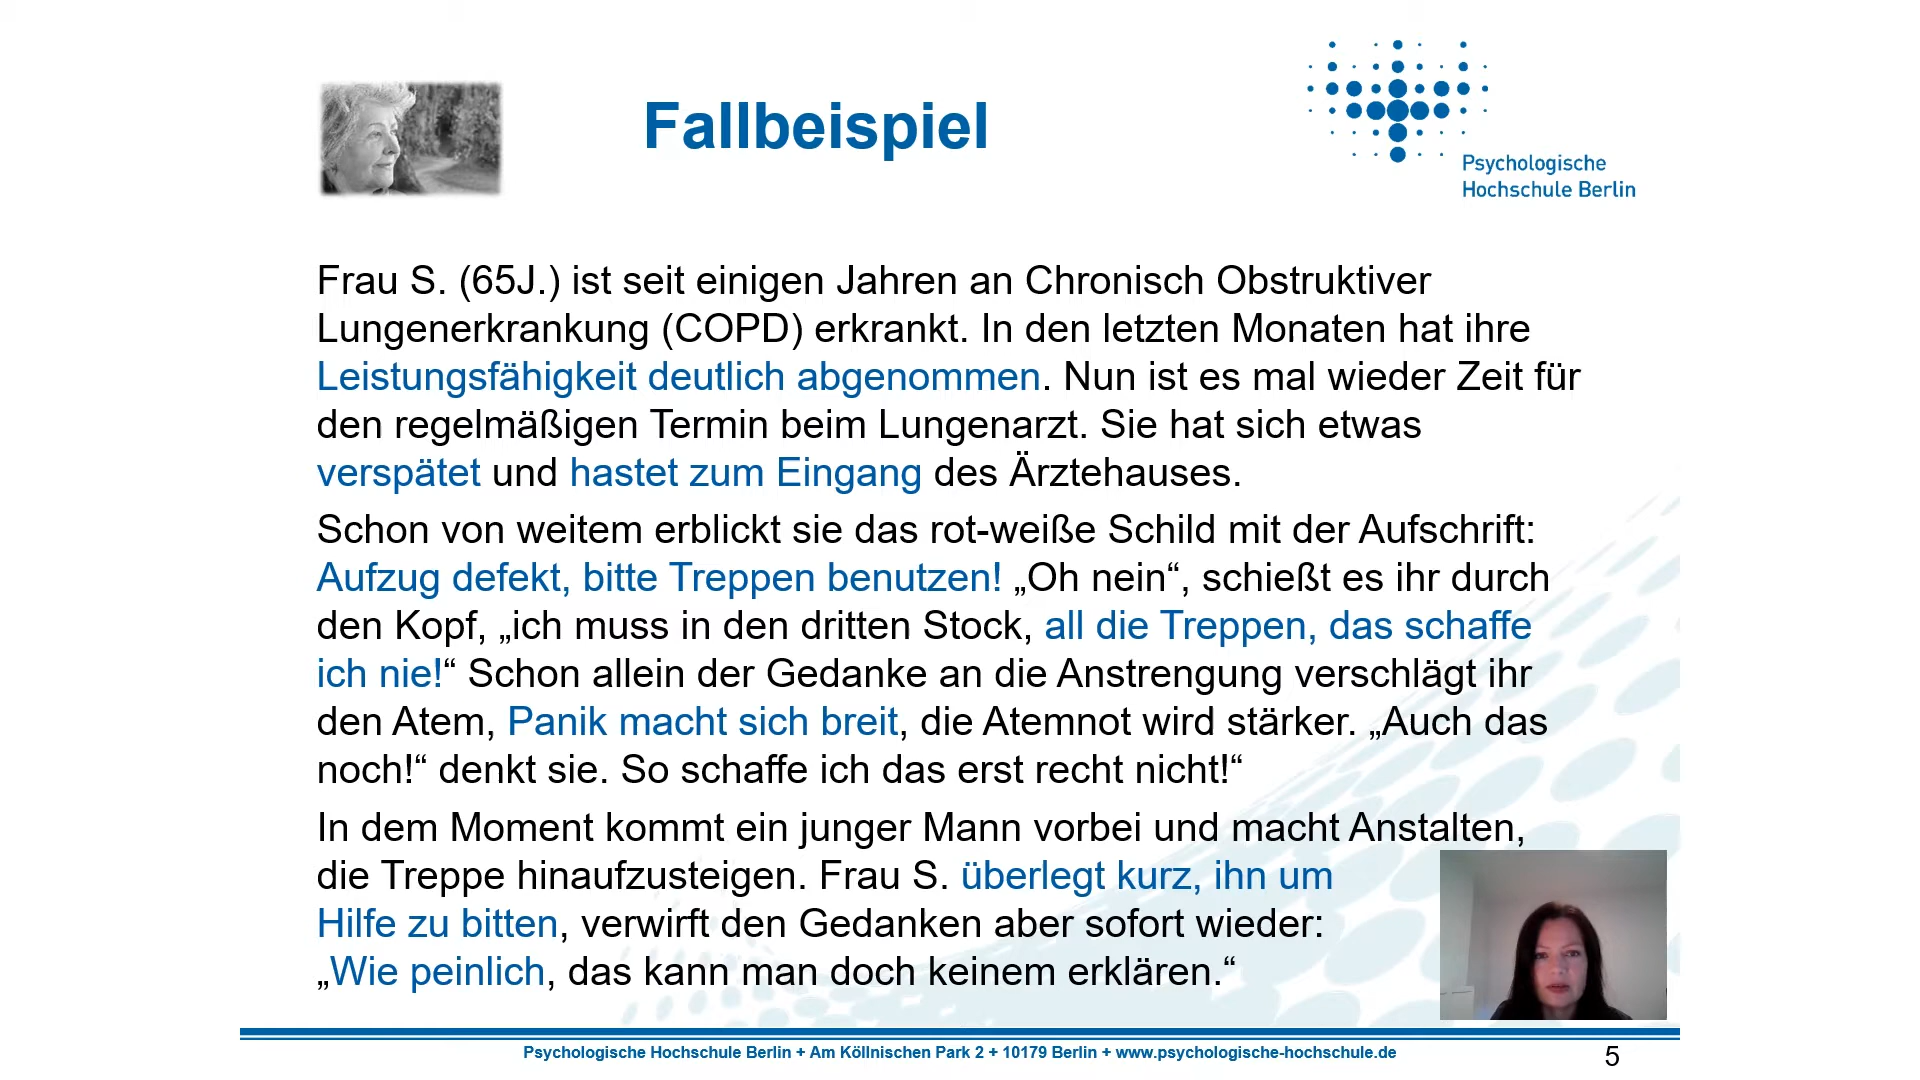 Fallbeispiel
Psychologische
Hochschule Berlin
Frau S. (65J.) ist seit einigen Jahren an Chronisch Obstruktiver
Lungenerkrankung (COPD) erkrankt. In den letzten Monaten hat ihre
Leistungsfähigkeit deutlich abgenommen. Nun ist es mal wieder Zeit für
den regelmäßigen Termin beim Lungenarzt. Sie hat sich etwas
verspätet und hastet zum Eingang des Ärztehauses.
Schon von weitem erblickt sie das rot-weiße Schild mit der Aufschrift:
Aufzug defekt, bitte Treppen benutzen! „Oh nein“, schießt es ihr durch
den Kopf, „ich muss in den dritten Stock, all die Treppen, das schaffe
ich nie!“ Schon allein der Gedanke an die Anstrengung verschlägt ihr
den Atem, Panik macht sich breit, die Atemnot wird stärker. „Auch das
noch!“ denkt sie. So schaffe ich das erst recht nicht!“
In dem Moment kommt ein junger Mann vorbei und macht Anstalten,
die Treppe hinaufzusteigen. Frau S. überlegt kurz, ihn um
Hilfe zu bitten, verwirft den Gedanken aber sofort wieder:
„Wie peinlich, das kann man doch keinem erklären.“
Psychologische Hochschule Berlin + Am Köllnischen Park 2 + 10179 Berlin + www.psychologische-hochschule.de
5